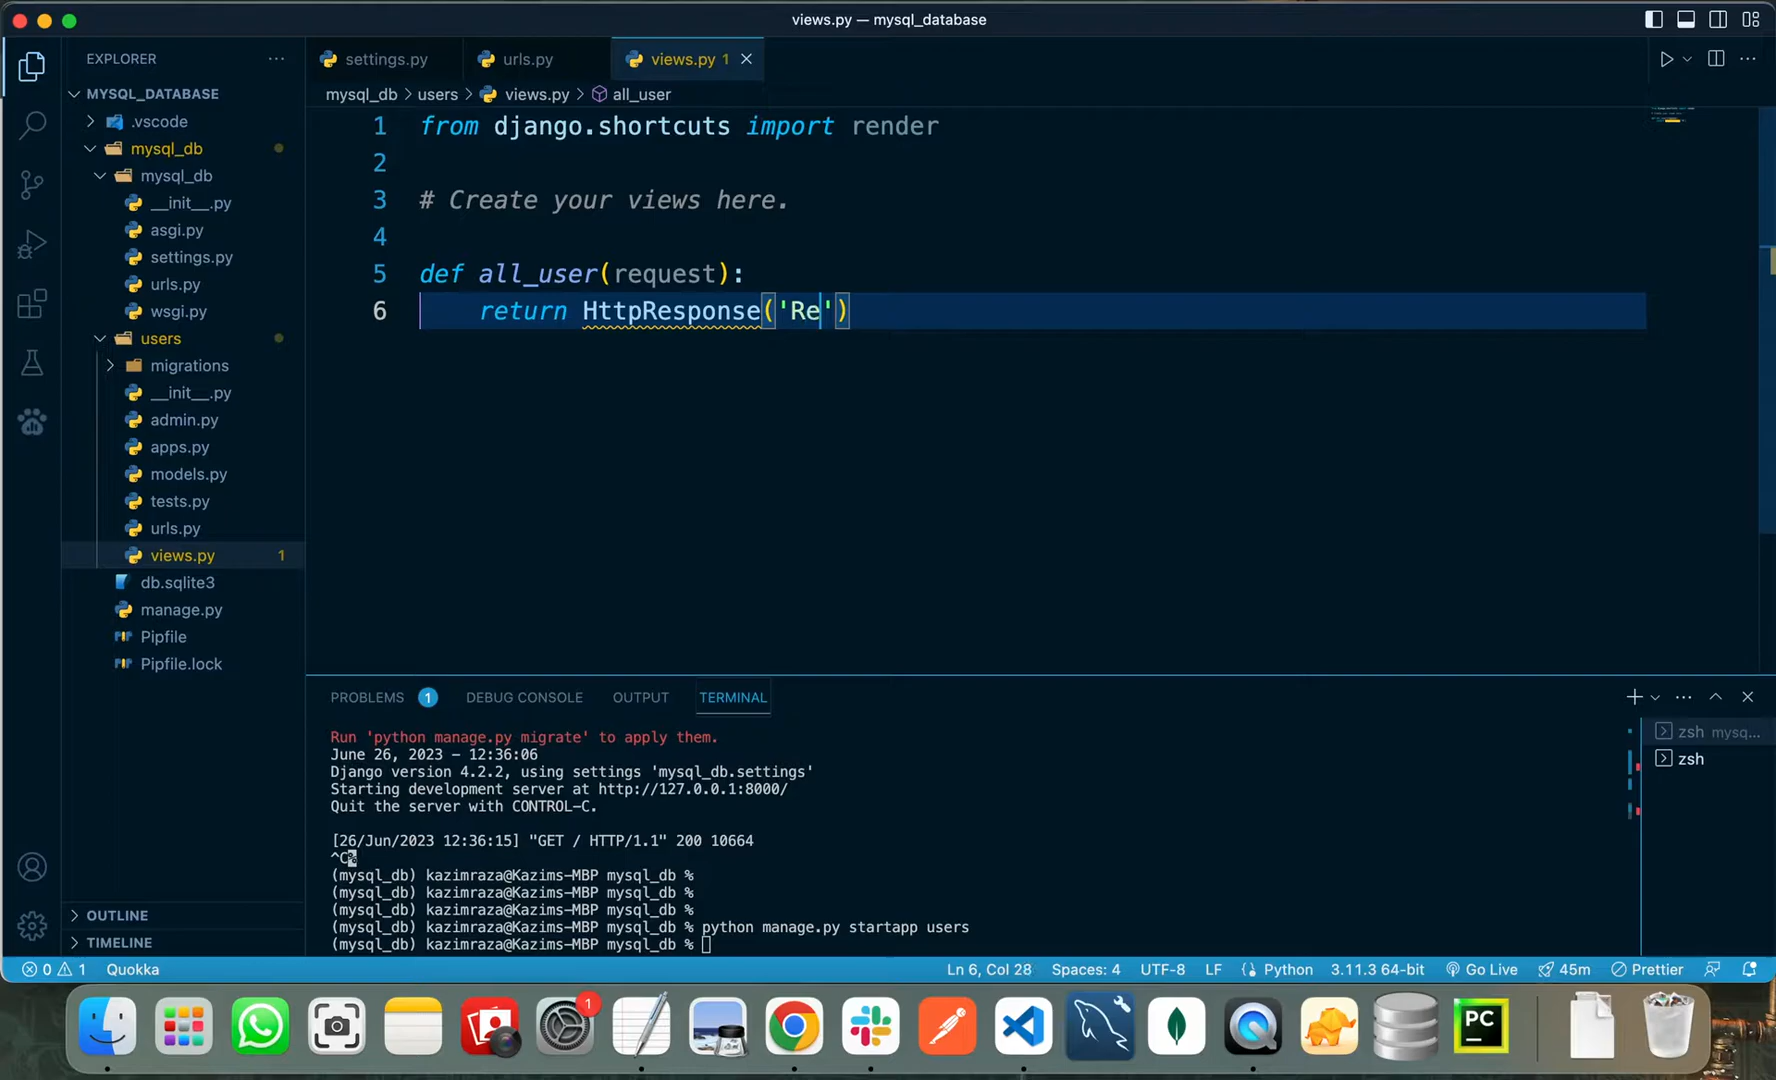 views.py — mysql_database
EXPLORER
settings.py
urls.py
views.py 1
MYSQL_DATABASE
mysql_db > users > views.py > all_user
.vscode
mysql_db
mysql_db
__init__.py
asgi.py
settings.py
urls.py
wsgi.py
users
migrations
__init__.py
admin.py
apps.py
models.py
tests.py
urls.py
views.py 1
db.sqlite3
manage.py
Pipfile
Pipfile.lock
OUTLINE
TIMELINE
1 from django.shortcuts import render
2
3 # Create your views here.
4
5 def all_user(request):
6 return HttpResponse('Re')
PROBLEMS 1 DEBUG CONSOLE OUTPUT TERMINAL
Run 'python manage.py migrate' to apply them.
June 26, 2023 - 12:36:06
Django version 4.2.2, using settings 'mysql_db.settings'
Starting development server at http://127.0.0.1:8000/
Quit the server with CONTROL-C.
[26/Jun/2023 12:36:15] "GET / HTTP/1.1" 200 10664
^C%
(mysql_db) kazimraza@Kazims-MBP mysql_db %
(mysql_db) kazimraza@Kazims-MBP mysql_db %
(mysql_db) kazimraza@Kazims-MBP mysql_db %
(mysql_db) kazimraza@Kazims-MBP mysql_db % python manage.py startapp users
(mysql_db) kazimraza@Kazims-MBP mysql_db %
zsh mysq...
zsh
0 1 Quokka
Ln 6, Col 28 Spaces: 4 UTF-8 LF Python 3.11.3 64-bit Go Live 45m Prettier
1
PC